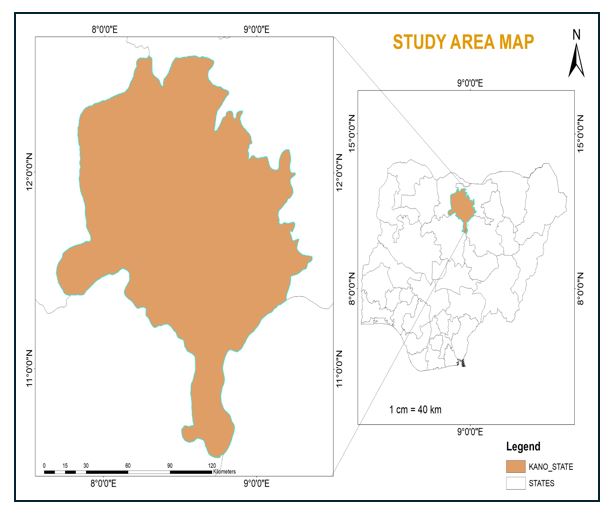 STUDY AREA MAP
N
8°0'0"E 9°0'0"E
9°0'0"E
15°0'0"N 15°0'0"N
12°0'0"N 12°0'0"N
8°0'0"N 8°0'0"N
11°0'0"N 11°0'0"N
1 cm = 40 km
9°0'0"E
0 15 30 60 90 120
Kilometers
8°0'0"E 9°0'0"E
Legend
KANO_STATE
STATES